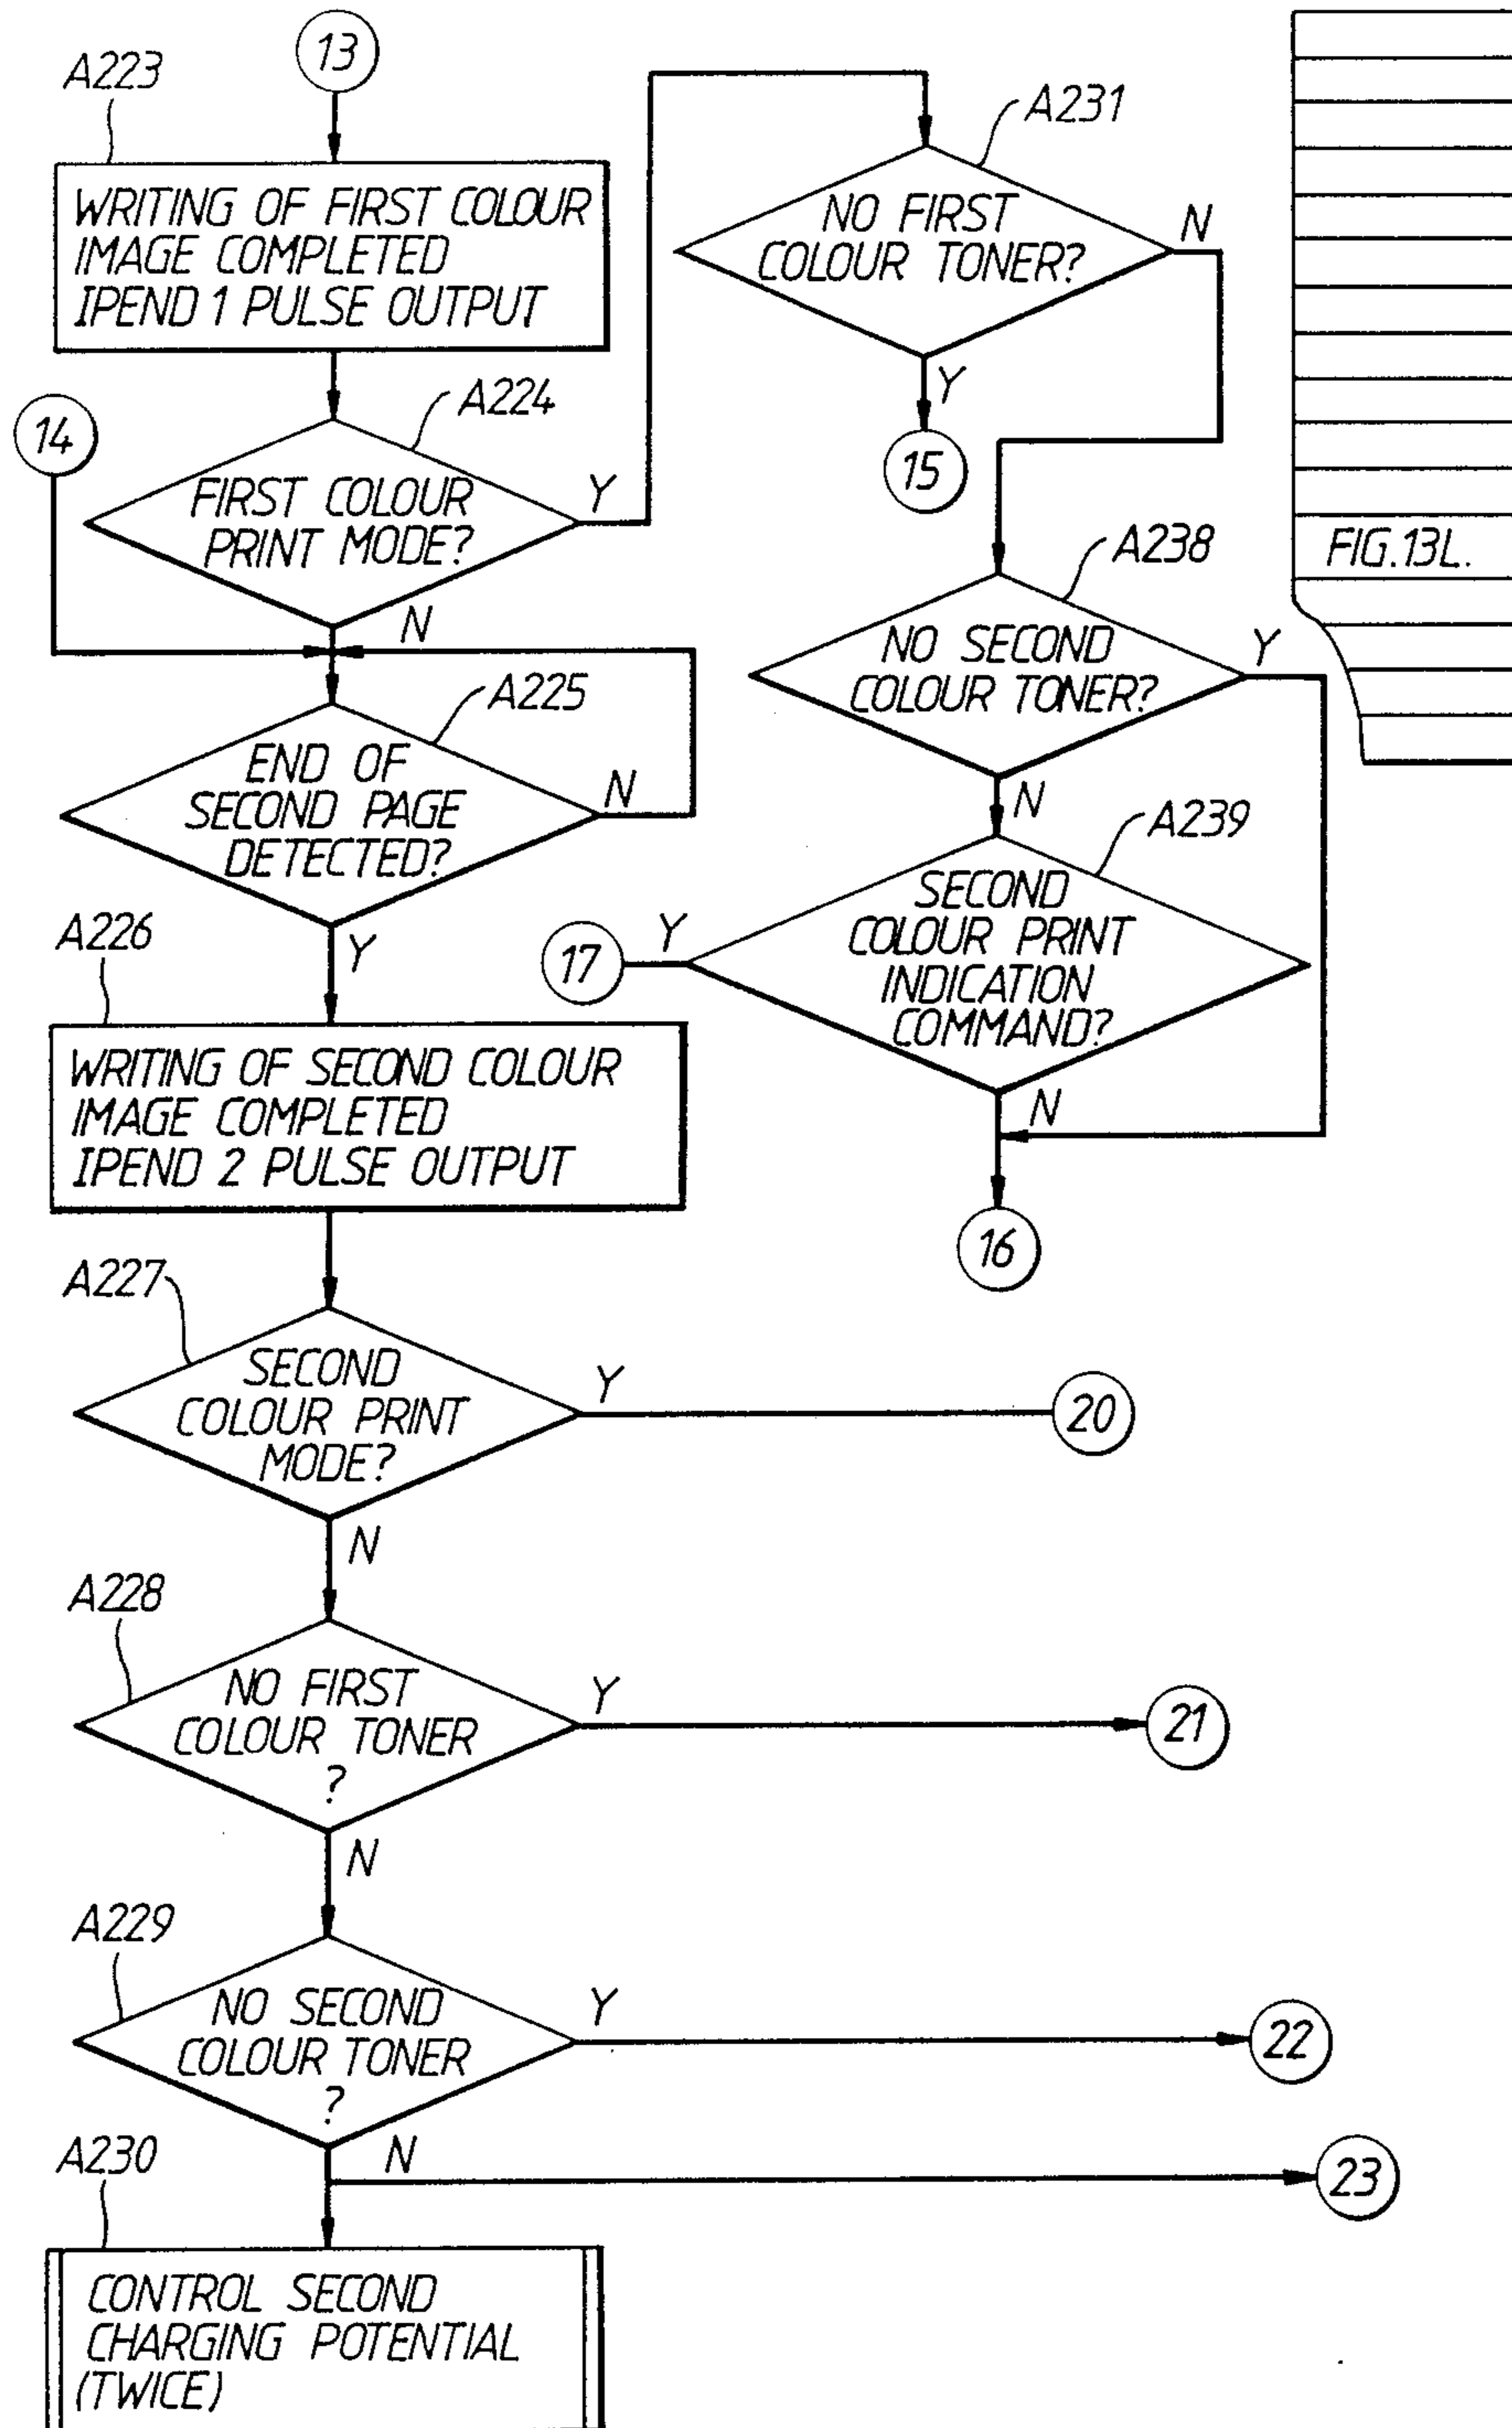 13
A223
WRITING OF FIRST COLOUR
IMAGE COMPLETED
IPEND 1 PULSE OUTPUT
A224
14
FIRST COLOUR
PRINT MODE?
Y
N
A225
END OF
SECOND PAGE
DETECTED?
N
Y
A226
WRITING OF SECOND COLOUR
IMAGE COMPLETED
IPEND 2 PULSE OUTPUT
A227
SECOND
COLOUR PRINT
MODE?
Y
20
N
A228
NO FIRST
COLOUR TONER
?
Y
21
N
A229
NO SECOND
COLOUR TONER
?
Y
22
N
23
A230
CONTROL SECOND
CHARGING POTENTIAL
(TWICE)
A231
NO FIRST
COLOUR TONER?
N
Y
15
A238
NO SECOND
COLOUR TONER?
Y
N
A239
SECOND
COLOUR PRINT
INDICATION
COMMAND?
Y
17
N
16
FIG.13L.